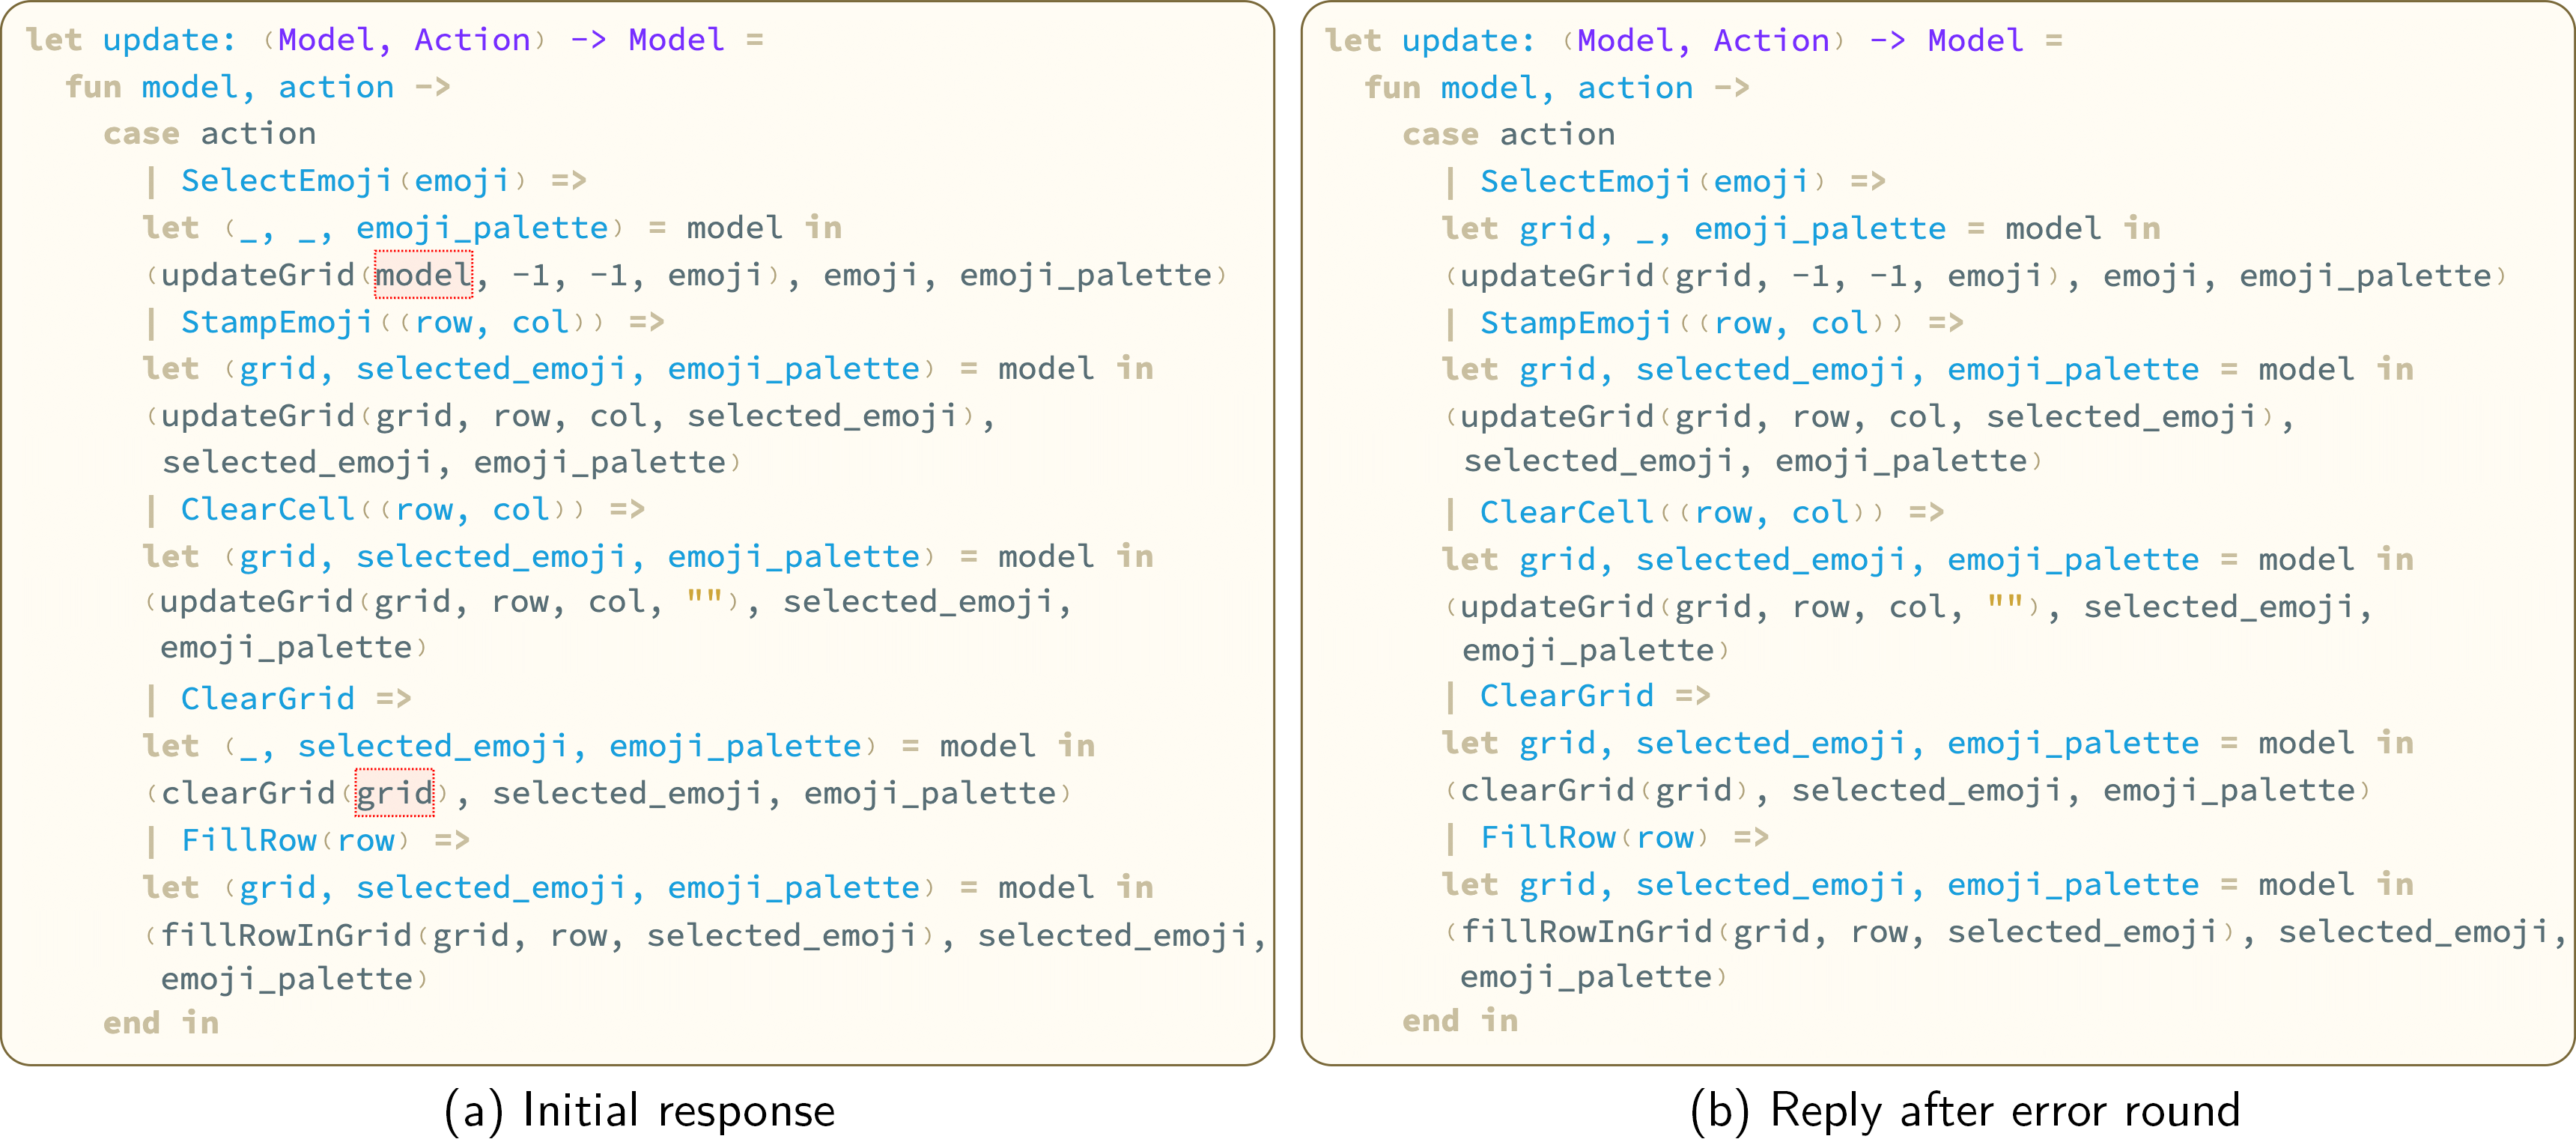 let update: (Model, Action) -> Model =
fun model, action ->
case action
| SelectEmoji(emoji) =>
let (_, _, emoji_palette) = model in
(updateGrid(model, -1, -1, emoji), emoji, emoji_palette)
| StampEmoji((row, col)) =>
let (grid, selected_emoji, emoji_palette) = model in
(updateGrid(grid, row, col, selected_emoji),
selected_emoji, emoji_palette)
| ClearCell((row, col)) =>
let (grid, selected_emoji, emoji_palette) = model in
(updateGrid(grid, row, col, ""), selected_emoji,
emoji_palette)
| ClearGrid =>
let (_, selected_emoji, emoji_palette) = model in
(clearGrid(grid), selected_emoji, emoji_palette)
| FillRow(row) =>
let (grid, selected_emoji, emoji_palette) = model in
(fillRowInGrid(grid, row, selected_emoji), selected_emoji,
emoji_palette)
end in
(a) Initial response
let update: (Model, Action) -> Model =
fun model, action ->
case action
| SelectEmoji(emoji) =>
let grid, _, emoji_palette = model in
(updateGrid(grid, -1, -1, emoji), emoji, emoji_palette)
| StampEmoji((row, col)) =>
let grid, selected_emoji, emoji_palette = model in
(updateGrid(grid, row, col, selected_emoji),
selected_emoji, emoji_palette)
| ClearCell((row, col)) =>
let grid, selected_emoji, emoji_palette = model in
(updateGrid(grid, row, col, ""), selected_emoji,
emoji_palette)
| ClearGrid =>
let grid, selected_emoji, emoji_palette = model in
(clearGrid(grid), selected_emoji, emoji_palette)
| FillRow(row) =>
let grid, selected_emoji, emoji_palette = model in
(fillRowInGrid(grid, row, selected_emoji), selected_emoji,
emoji_palette)
end in
(b) Reply after error round